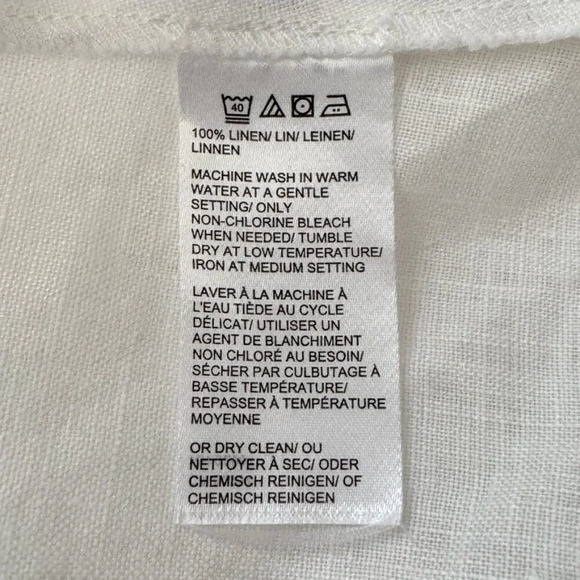 40
100% LINEN/ LIN/ LEINEN/
LINNEN
MACHINE WASH IN WARM
WATER AT A GENTLE
SETTING/ ONLY
NON-CHLORINE BLEACH
WHEN NEEDED/ TUMBLE
DRY AT LOW TEMPERATURE/
IRON AT MEDIUM SETTING
LAVER À LA MACHINE À
L'EAU TIÈDE AU CYCLE
DÉLICAT/ UTILISER UN
AGENT DE BLANCHIMENT
NON CHLORÉ AU BESOIN/
SÉCHER PAR CULBUTAGE À
BASSE TEMPÉRATURE/
REPASSER À TEMPÉRATURE
MOYENNE
OR DRY CLEAN/ OU
NETTOYER À SEC/ ODER
CHEMISCH REINIGEN/ OF
CHEMISCH REINIGEN